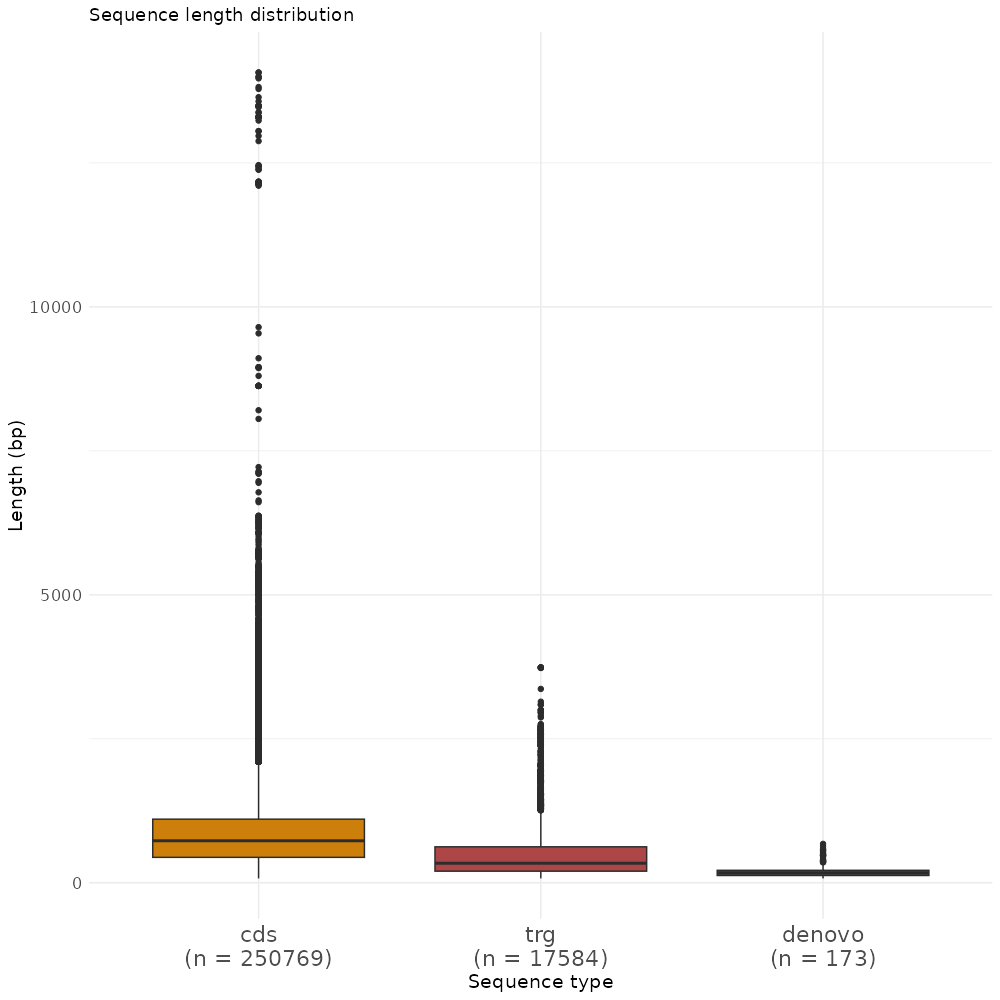 Sequence length distribution
Length (bp)
10000
5000
0
cds
(n = 250769)
trg
(n = 17584)
denovo
(n = 173)
Sequence type